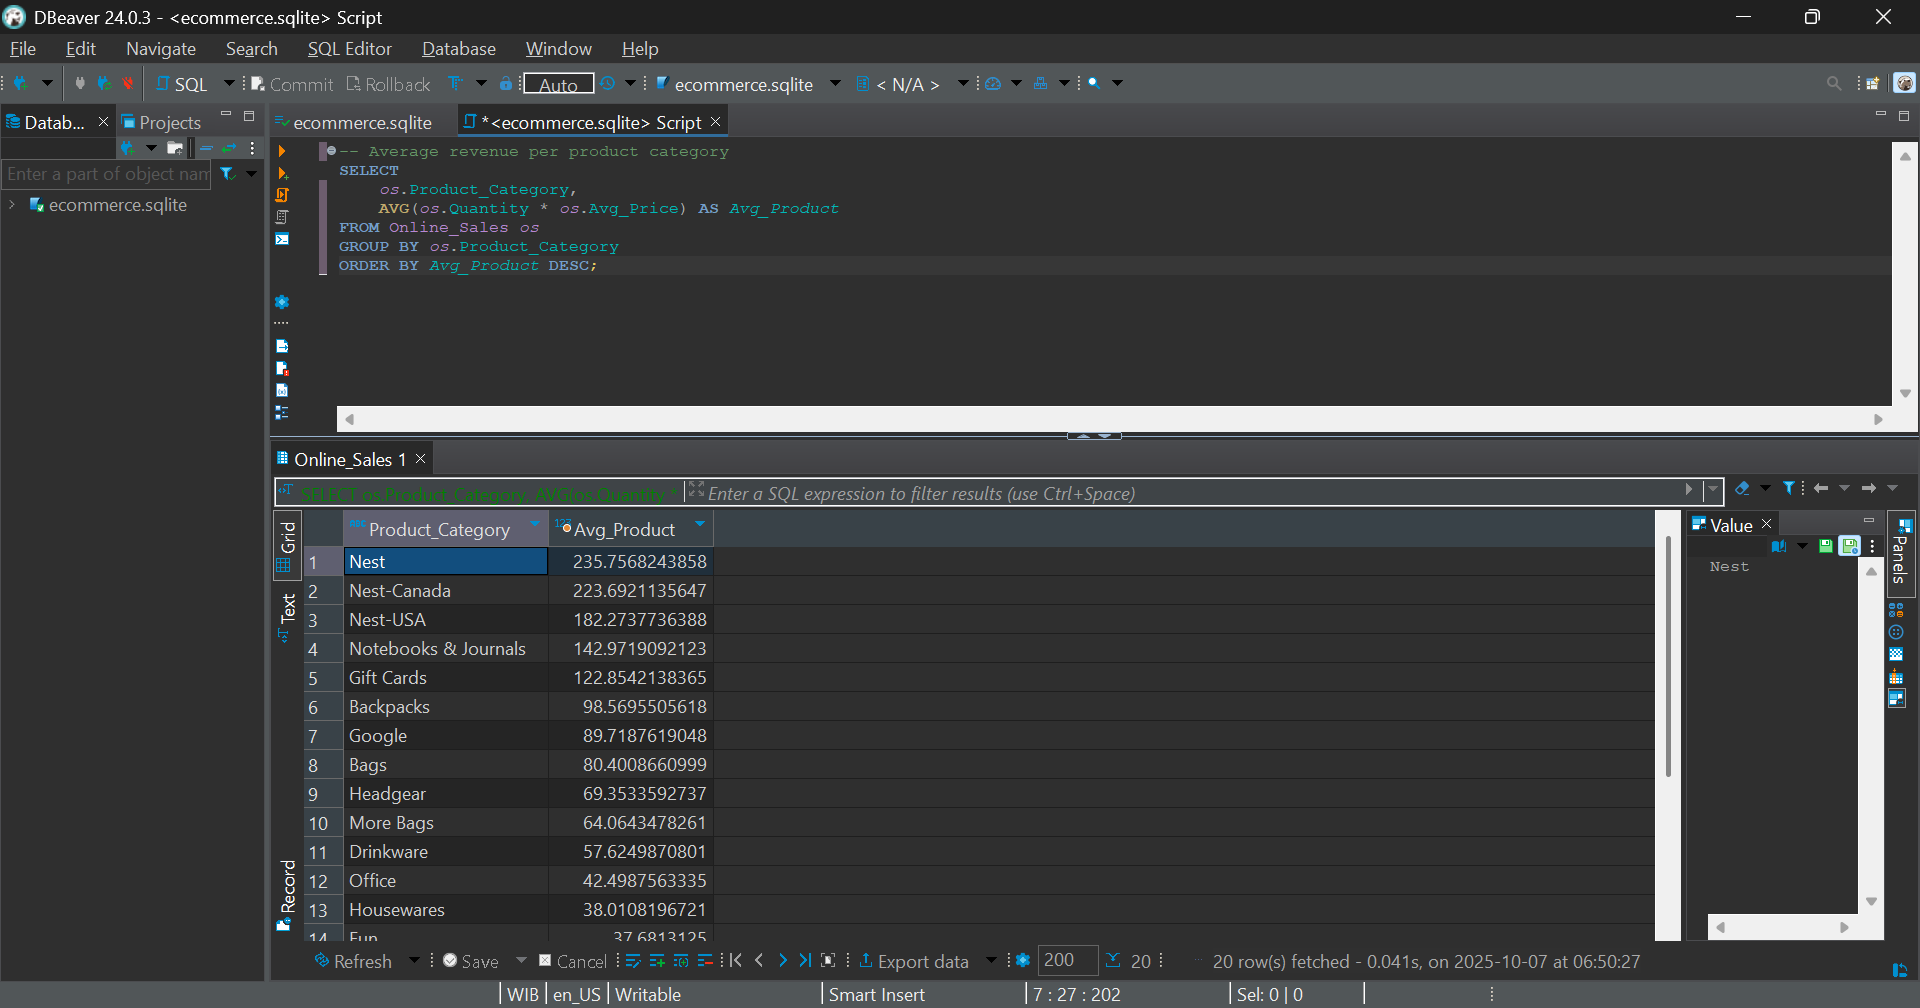 DBeaver 24.0.3 - <ecommerce.sqlite> Script
File Edit Navigate Search SQL Editor Database Window Help
SQL Commit Rollback Auto ecommerce.sqlite < N/A >
Datab... Projects
ecommerce.sqlite *<ecommerce.sqlite> Script
Enter a part of object nam
ecommerce.sqlite
-- Average revenue per product category
SELECT
os.Product_Category,
AVG(os.Quantity * os.Avg_Price) AS Avg_Product
FROM Online_Sales os
GROUP BY os.Product_Category
ORDER BY Avg_Product DESC;
Online_Sales 1
SELECT os.Product_Category, AVG(os.Quantity * Enter a SQL expression to filter results (use Ctrl+Space)
Grid
Text
Record
Product_Category 123 Avg_Product
1 Nest 235.7568243858
2 Nest-Canada 223.6921135647
3 Nest-USA 182.2737736388
4 Notebooks & Journals 142.9719092123
5 Gift Cards 122.8542138365
6 Backpacks 98.5695505618
7 Google 89.7187619048
8 Bags 80.4008660999
9 Headgear 69.3533592737
10 More Bags 64.0643478261
11 Drinkware 57.6249870801
12 Office 42.4987563335
13 Housewares 38.0108196721
14 Fun 37.6813125
Value
Nest
Panels
Refresh Save Cancel Export data 200 20 20 row(s) fetched - 0.041s, on 2025-10-07 at 06:50:27
WIB en_US Writable Smart Insert 7 : 27 : 202 Sel: 0 | 0